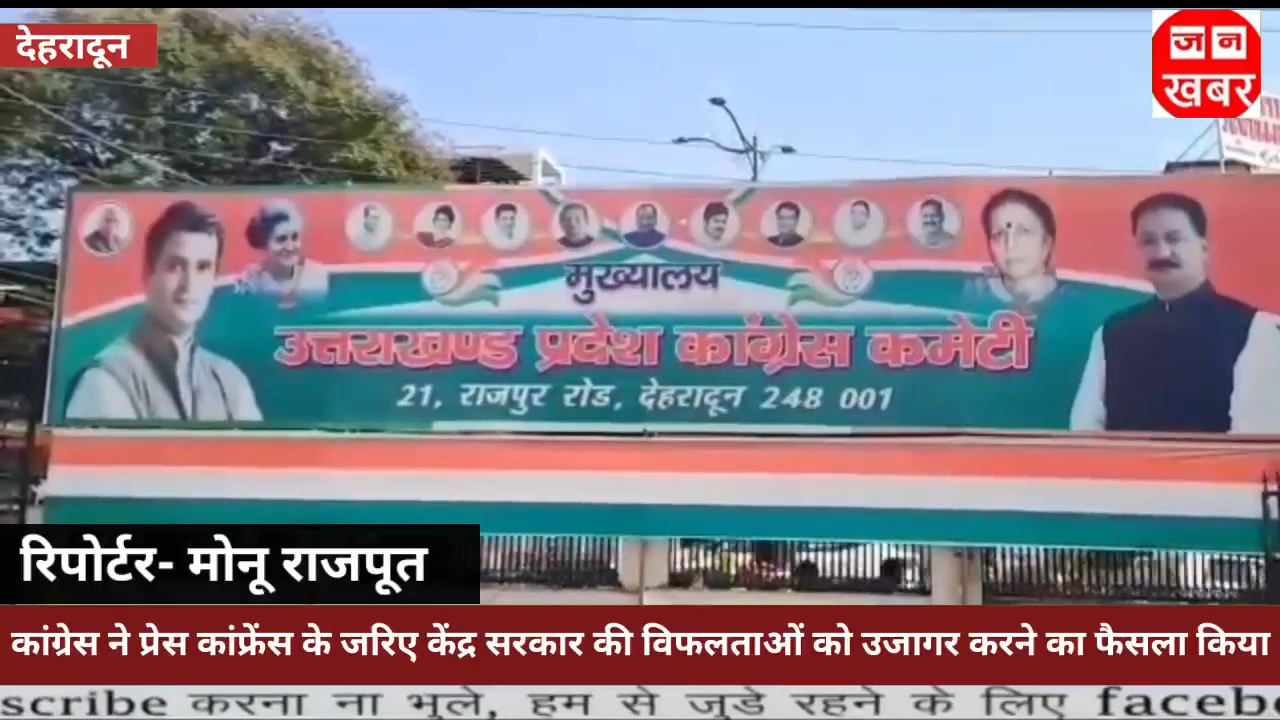 देहरादून
ज न
खबर
मुख्यालय
उत्तराखण्ड प्रदेश कांग्रेस कमेटी
21, राजपुर रोड, देहरादून 248 001
रिपोर्टर- मोनू राजपूत
कांग्रेस ने प्रेस कांफ्रेंस के जरिए केंद्र सरकार की विफलताओं को उजागर करने का फैसला किया
scribe करना ना भूले, हम से जुडे रहने के लिए facebo